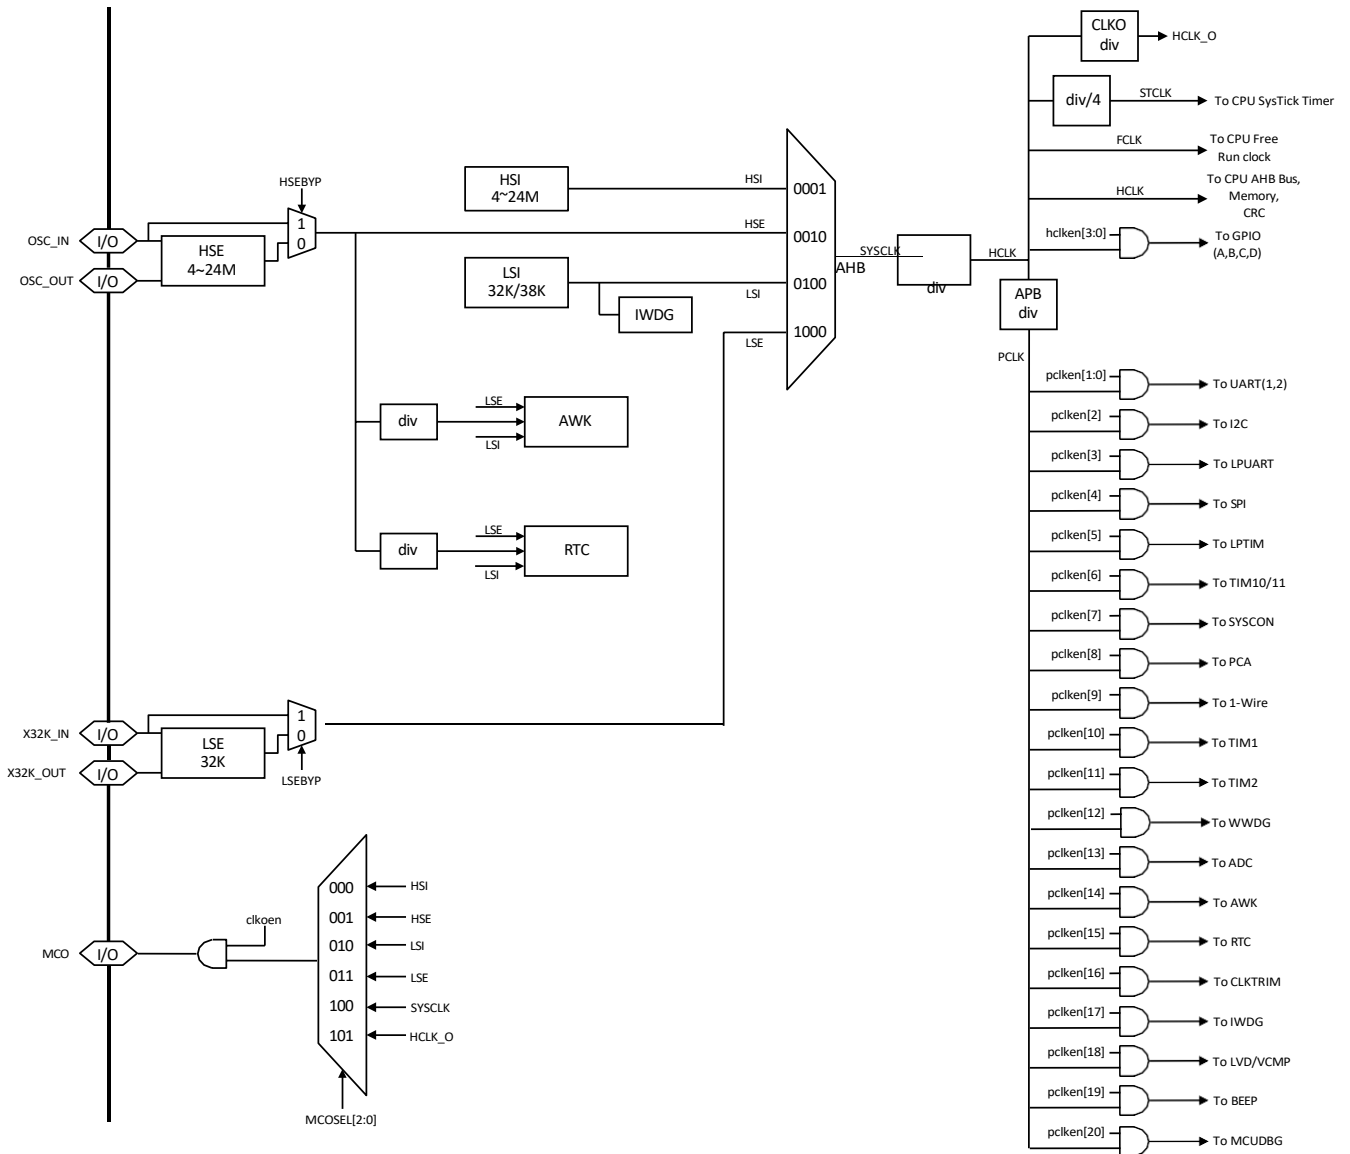 CLKO
div
HCLK_O
div/4
STCLK
To CPU SysTick Timer
FCLK
To CPU Free
Run clock
HCLK
To CPU AHB Bus,
Memory,
CRC
hclken[3:0]
To GPIO
(A,B,C,D)
HSEBYP
OSC_IN
I/O
OSC_OUT
I/O
HSE
4~24M
1
0
HSI
4~24M
HSI
0001
HSE
0010
LSI
32K/38K
LSI
0100
IWDG
LSE
1000
SYSCLK
AHB
div
HCLK
APB
div
PCLK
div
LSE
LSI
AWK
div
LSE
LSI
RTC
X32K_IN
I/O
X32K_OUT
I/O
LSE
32K
1
0
LSEBYP
MCO
I/O
clkoen
000
HSI
001
HSE
010
LSI
011
LSE
100
SYSCLK
101
HCLK_O
MCOSEL[2:0]
pclken[1:0]
To UART(1,2)
pclken[2]
To I2C
pclken[3]
To LPUART
pclken[4]
To SPI
pclken[5]
To LPTIM
pclken[6]
To TIM10/11
pclken[7]
To SYSCON
pclken[8]
To PCA
pclken[9]
To 1-Wire
pclken[10]
To TIM1
pclken[11]
To TIM2
pclken[12]
To WWDG
pclken[13]
To ADC
pclken[14]
To AWK
pclken[15]
To RTC
pclken[16]
To CLKTRIM
pclken[17]
To IWDG
pclken[18]
To LVD/VCMP
pclken[19]
To BEEP
pclken[20]
To MCUDBG